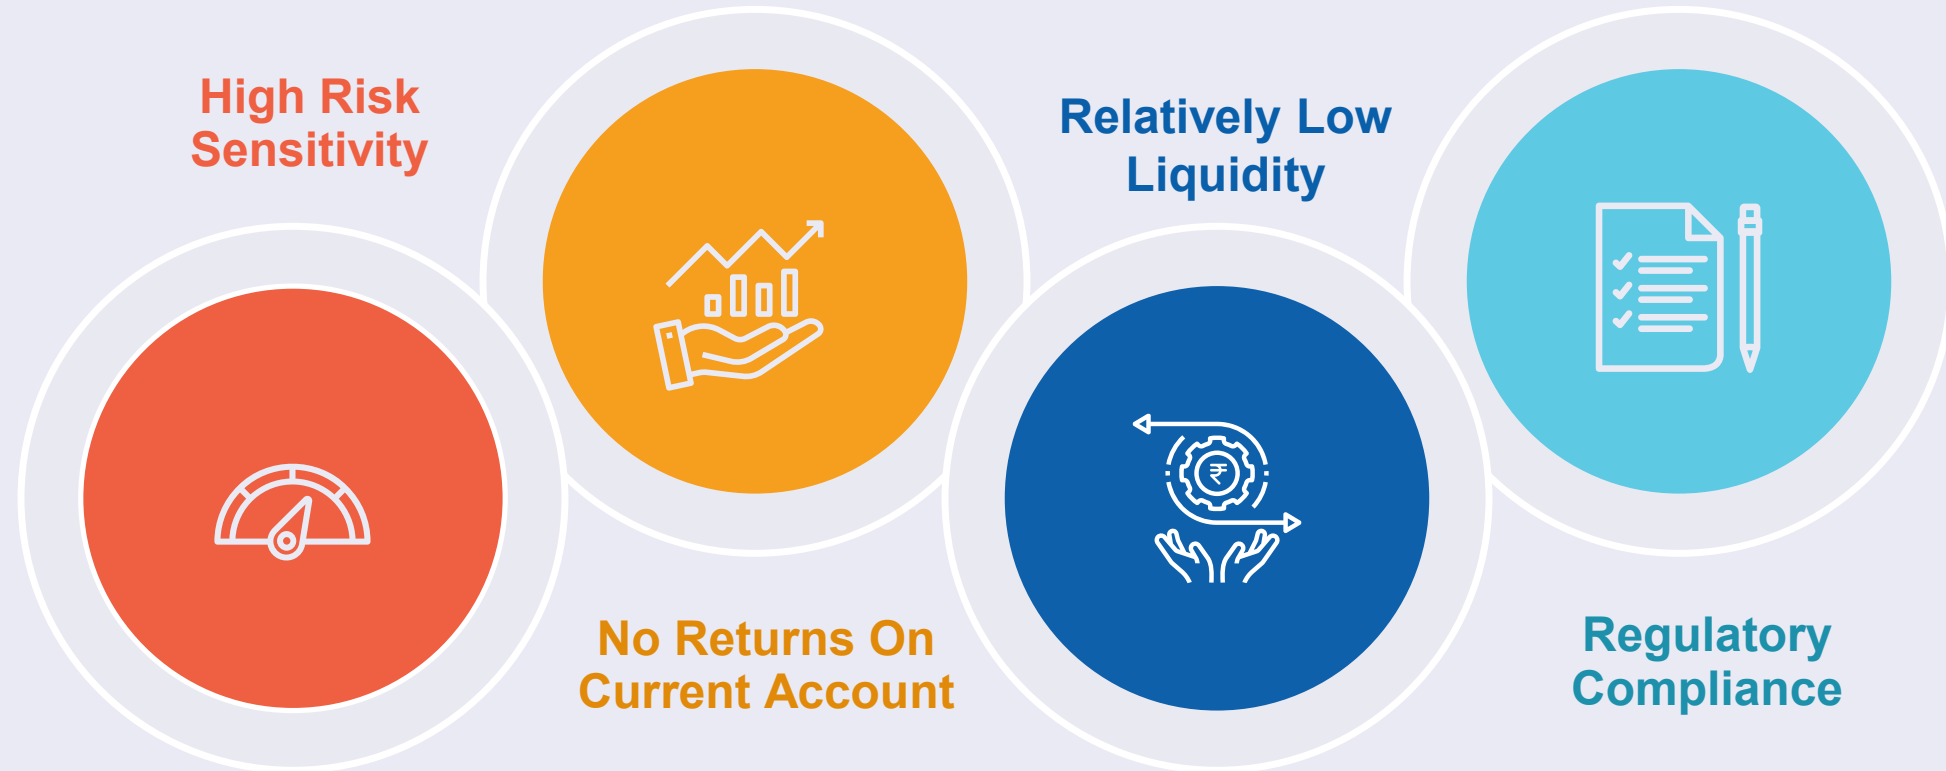 High Risk
Sensitivity
No Returns On
Current Account
Relatively Low
Liquidity
₹
Regulatory
Compliance